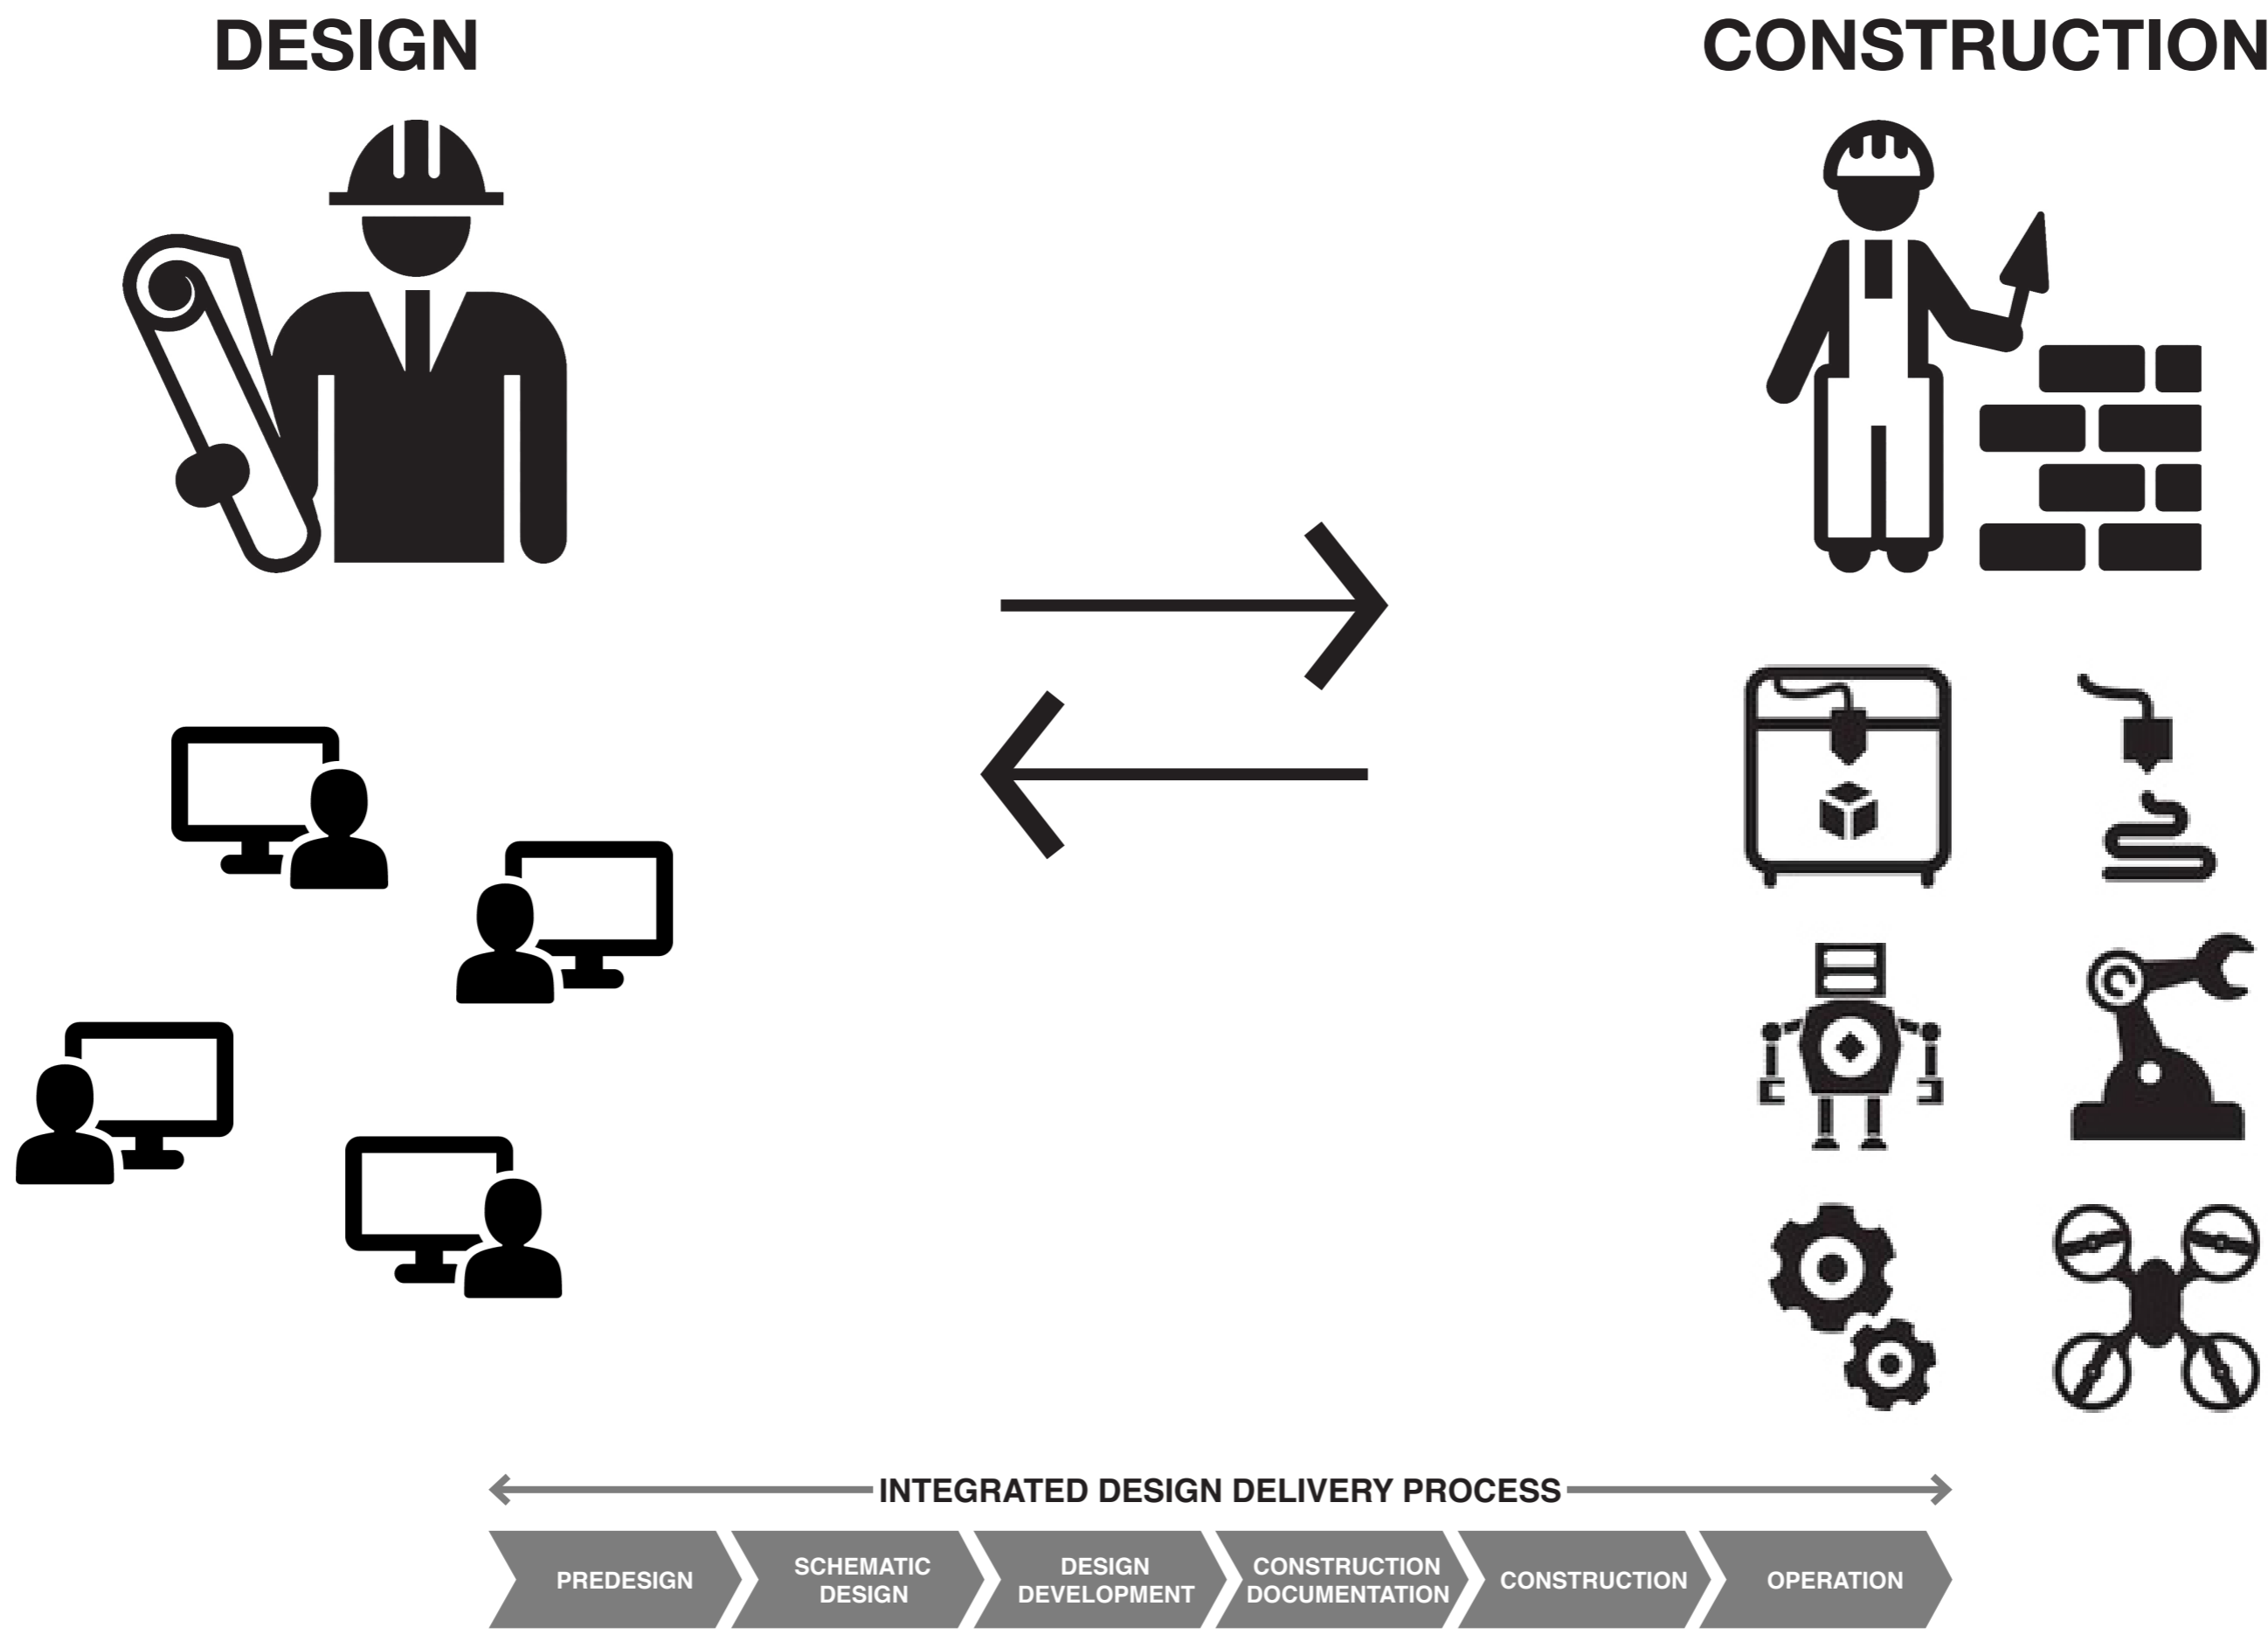 DESIGN
CONSTRUCTION
INTEGRATED DESIGN DELIVERY PROCESS
PREDESIGN
SCHEMATIC
DESIGN
DESIGN
DEVELOPMENT
CONSTRUCTION
DOCUMENTATION
CONSTRUCTION
OPERATION